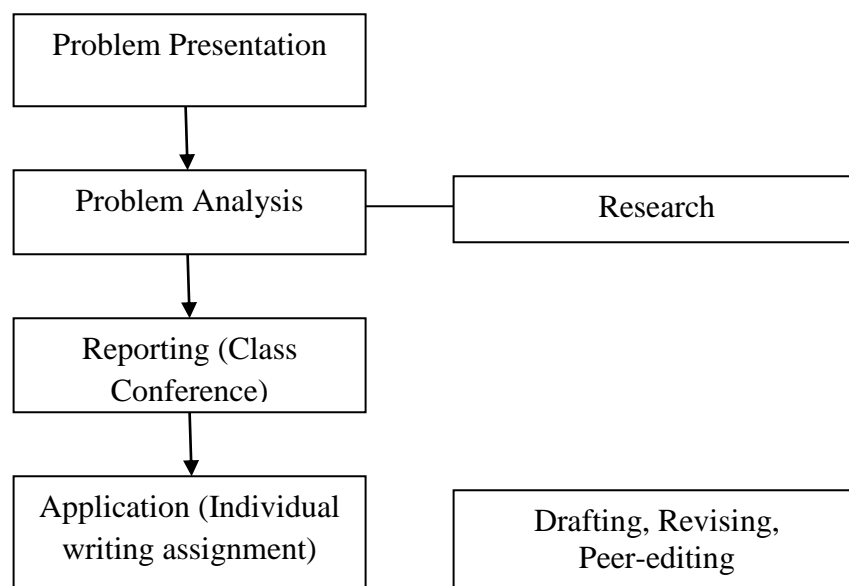 Problem Presentation
Problem Analysis
Research
Reporting (Class
Conference)
Application (Individual
writing assignment)
Drafting, Revising,
Peer-editing